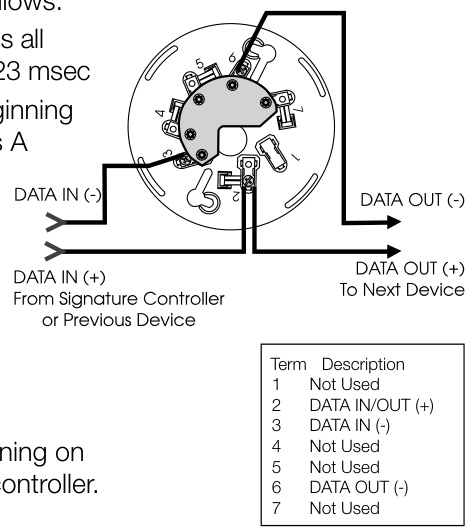 llows:
s all
23 msec
ginning
s A
5
6
4
7
3
1
2
DATA IN (-)
DATA OUT (-)
DATA IN (+)
From Signature Controller
or Previous Device
DATA OUT (+)
To Next Device
Term Description
1 Not Used
2 DATA IN/OUT (+)
3 DATA IN (-)
4 Not Used
5 Not Used
6 DATA OUT (-)
7 Not Used
ning on
controller.